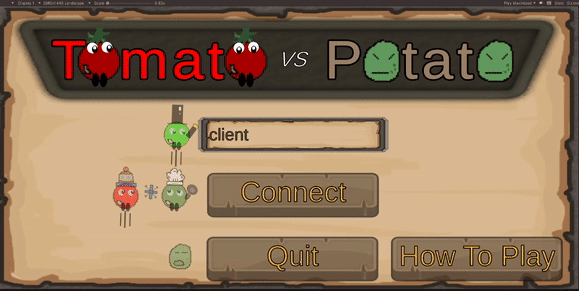 Tomato vs Potato
client
Connect
Quit
How To Play